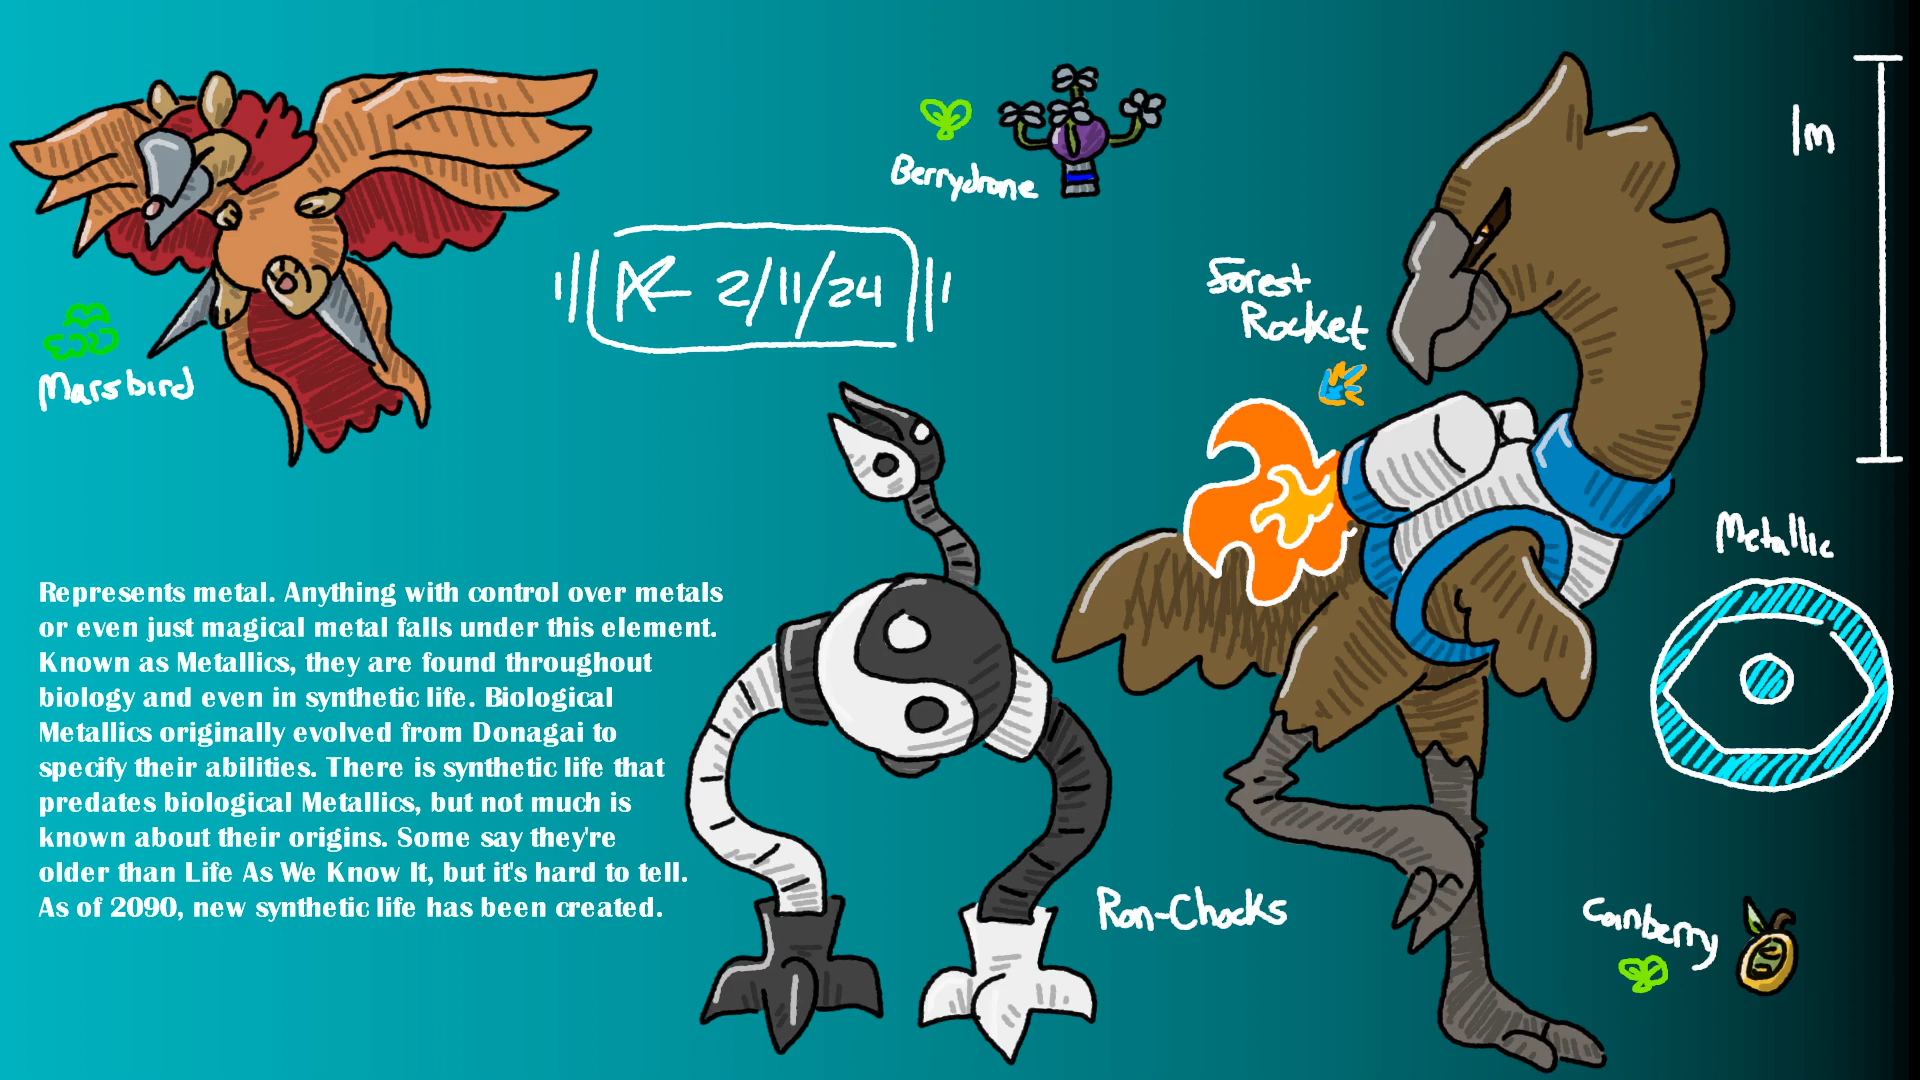 Berrydrone
1m
Forest
Rocket
AC 2/11/24
Marsbird
Metallic
Represents metal. Anything with control over metals
or even just magical metal falls under this element.
Known as Metallics, they are found throughout
biology and even in synthetic life. Biological
Metallics originally evolved from Donagai to
specify their abilities. There is synthetic life that
predates biological Metallics, but not much is
known about their origins. Some say they're
older than Life As We Know It, but it's hard to tell.
As of 2090, new synthetic life has been created.
Ron-Chocks
Canberry